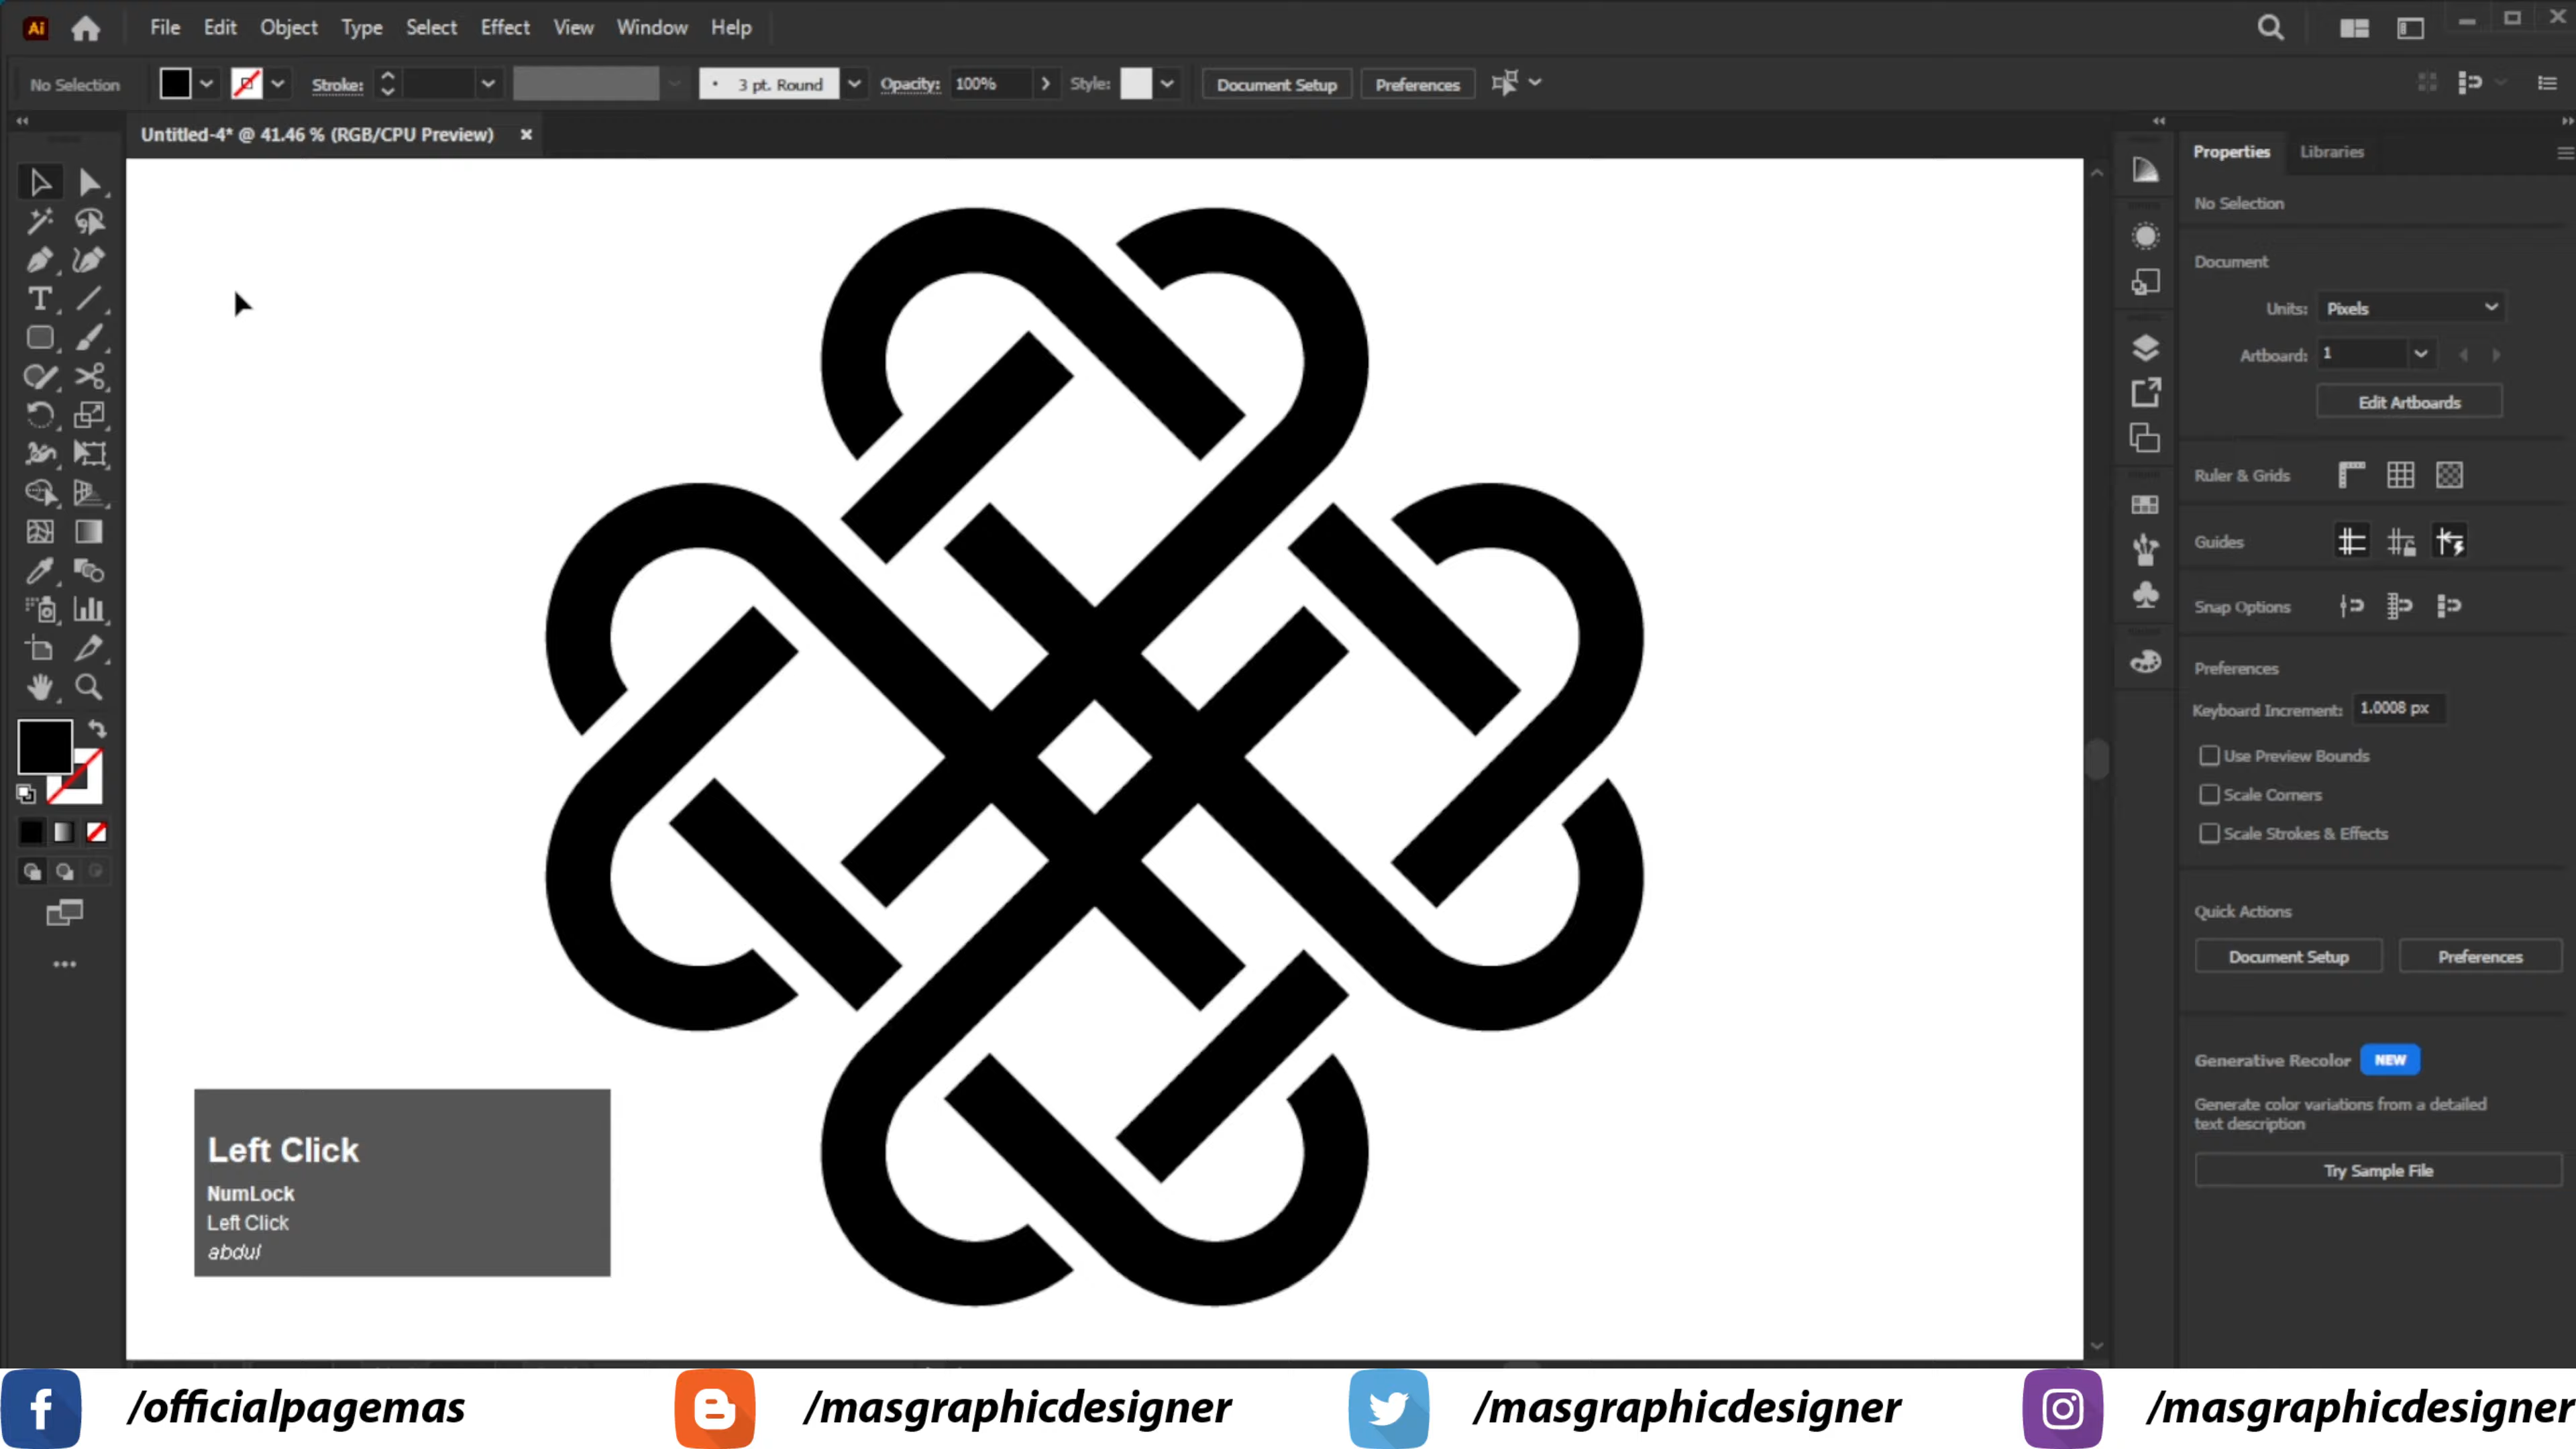 Ai File Edit Object Type Select Effect View Window Help
No Selection Stroke: 3 pt. Round Opacity: 100% Style: Document Setup Preferences
Untitled-4* @ 41.46 % (RGB/CPU Preview)
Properties Libraries
No Selection
Document
Units: Pixels
Artboard: 1
Edit Artboards
Ruler & Grids
Guides
Snap Options
Preferences
Keyboard Increment: 1.0008 px
Use Preview Bounds
Scale Corners
Scale Strokes & Effects
Quick Actions
Document Setup Preferences
Generative Recolor NEW
Generate color variations from a detailed
text description
Try Sample File
Left Click
NumLock
Left Click
abdul
/officialpagemas /masgraphicdesigner /masgraphicdesigner /masgraphicdesigner